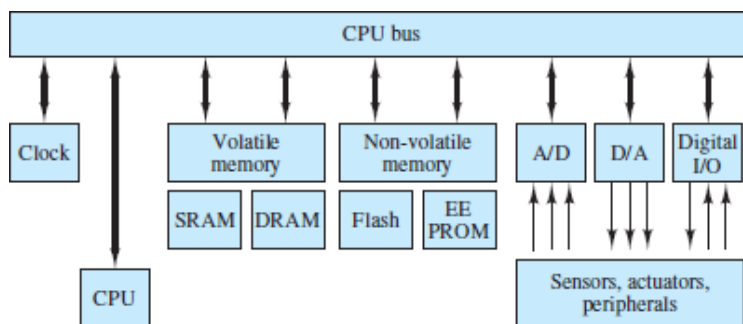 CPU bus
Clock
Volatile
memory
Non-volatile
memory
A/D
D/A
Digital
I/O
SRAM
DRAM
Flash
EE
PROM
CPU
Sensors, actuators,
peripherals